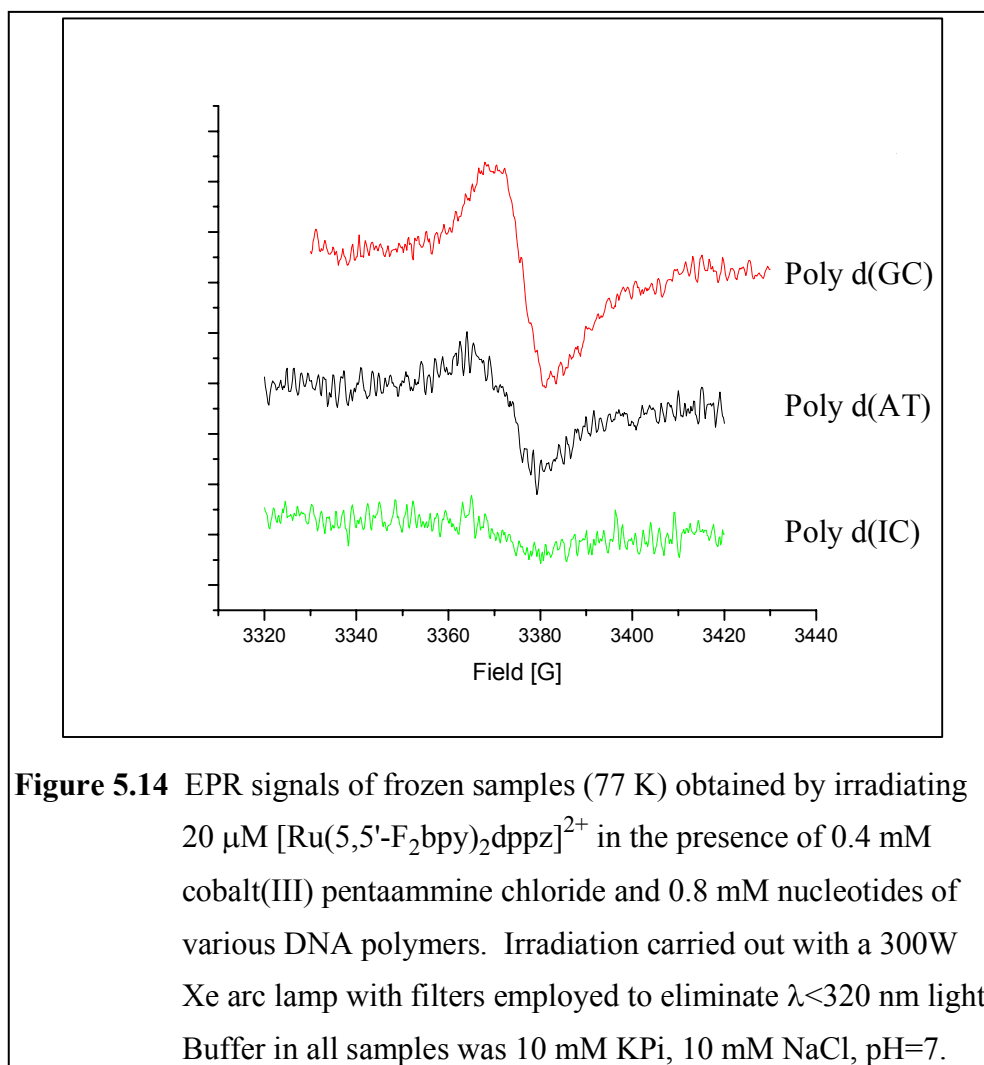 Poly d(GC)
Poly d(AT)
Poly d(IC)
3320 3340 3360 3380 3400 3420 3440
Field [G]
Figure 5.14 EPR signals of frozen samples (77 K) obtained by irradiating
20 μM [Ru(5,5'-F₂bpy)₂dppz]²⁺ in the presence of 0.4 mM
cobalt(III) pentaammine chloride and 0.8 mM nucleotides of
various DNA polymers. Irradiation carried out with a 300W
Xe arc lamp with filters employed to eliminate λ<320 nm light
Buffer in all samples was 10 mM KPi, 10 mM NaCl, pH=7.